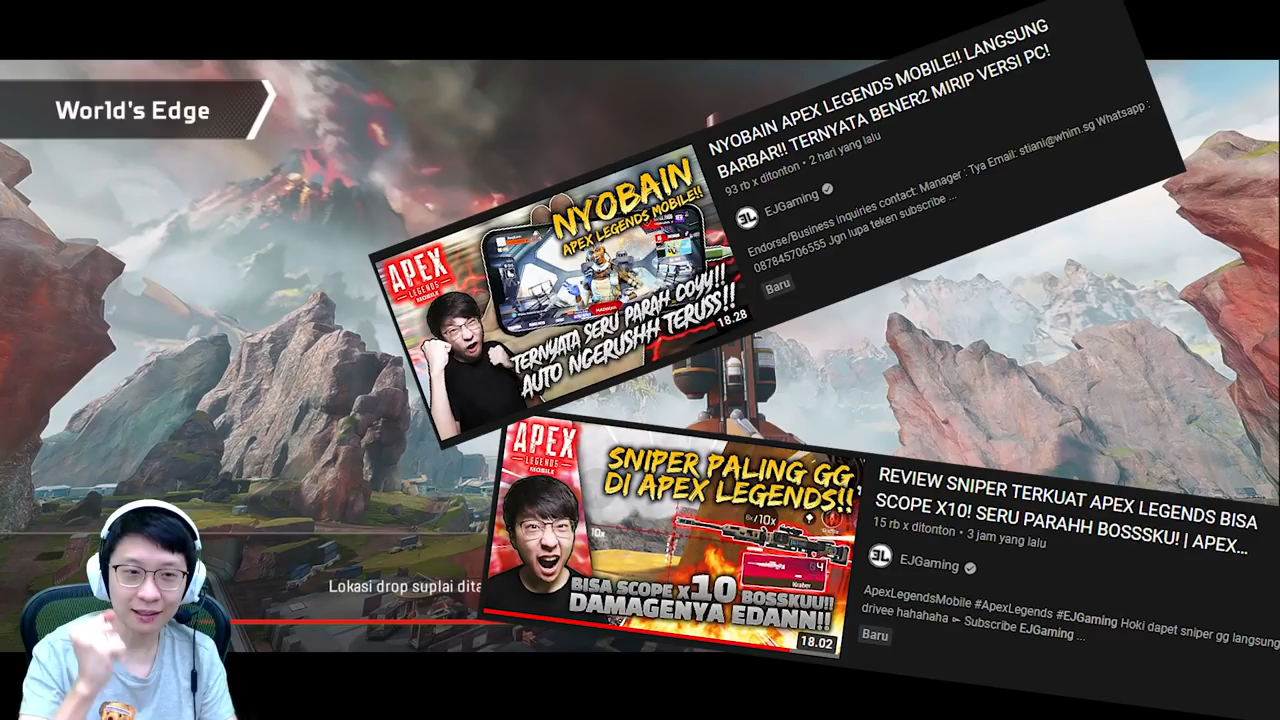 World's Edge
NYOBAIN APEX LEGENDS MOBILE!! LANGSUNG
BARBAR!! TERNYATA BENER2 MIRIP VERSI PC!
93 rb x ditonton • 2 hari yang lalu
EJGaming
Endorse/Business inquiries contact: Manager : Tya Email: stiani@whim.sg Whatsapp :
087845706555 Jgn lupa teken subscribe ...
Baru
APEX
LEGENDS
MOBILE
NYOBAIN
APEX LEGENDS MOBILE!!
TERNYATA SERU PARAH COYY!!
AUTO NGERUSHH TERUSS!!
18.28
APEX
LEGENDS
MOBILE
SNIPER PALING GG
DI APEX LEGENDS!!
6x/10x
10x
Kraber
BISA SCOPE x10 BOSSKUU!!
DAMAGENYA EDANN!!
18.02
REVIEW SNIPER TERKUAT APEX LEGENDS BISA
SCOPE X10! SERU PARAHH BOSSSKU! | APEX...
15 rb x ditonton • 3 jam yang lalu
EJGaming
ApexLegendsMobile #ApexLegends #EJGaming Hoki dapet sniper gg langsung
drivee hahahaha ► Subscribe EJGaming ...
Baru
Lokasi drop suplai dita